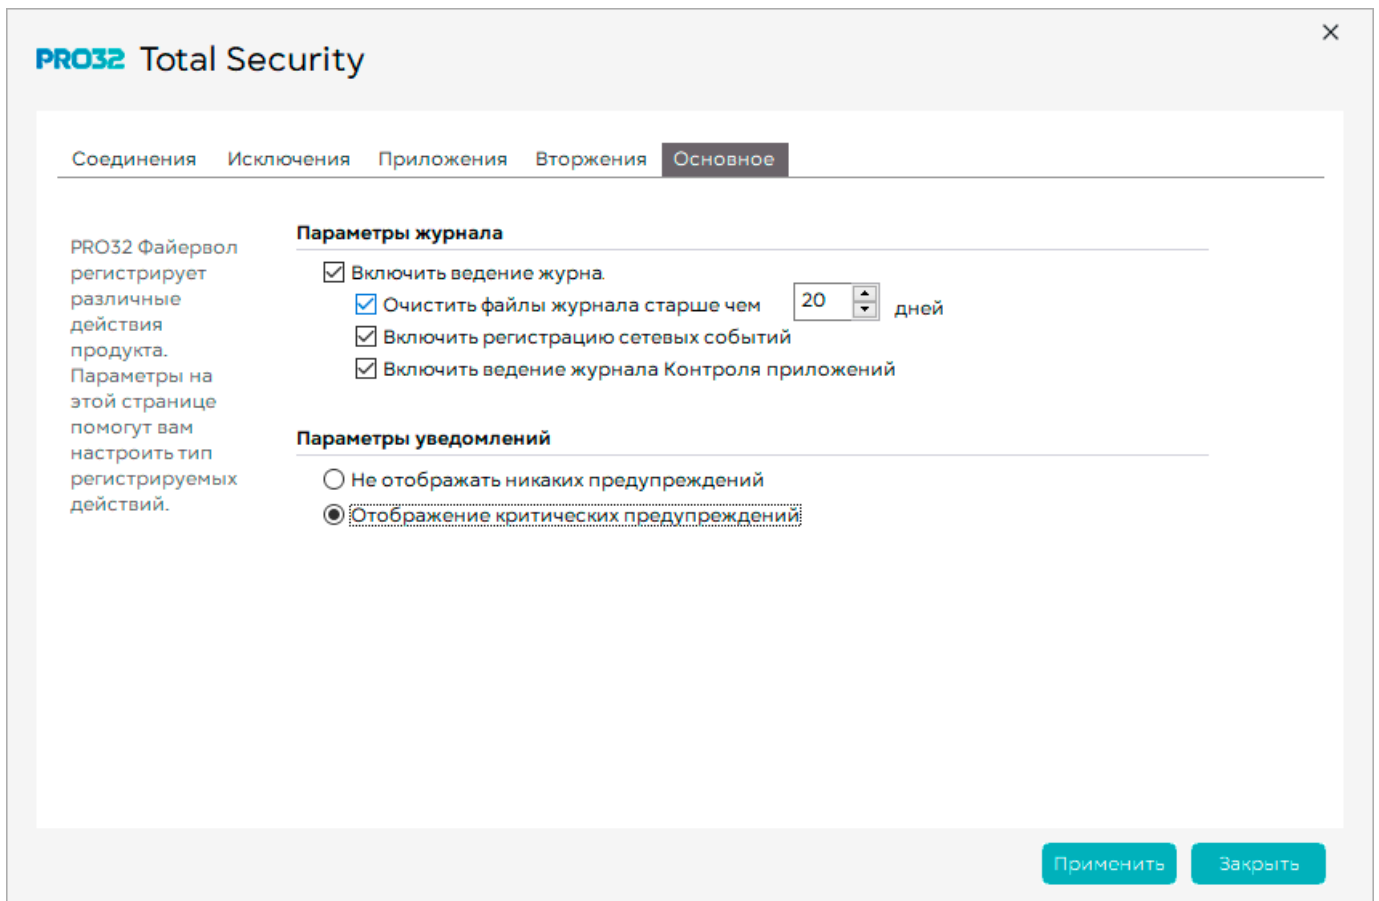 PRO32 Total Security
Соединения Исключения Приложения Вторжения Основное
PRO32 Файервол
регистрирует
различные
действия
продукта.
Параметры на
этой странице
помогут вам
настроить тип
регистрируемых
действий.
Параметры журнала
Включить ведение журна.
Очистить файлы журнала старше чем 20 дней
Включить регистрацию сетевых событий
Включить ведение журнала Контроля приложений
Параметры уведомлений
Не отображать никаких предупреждений
Отображение критических предупреждений
Применить Закрыть